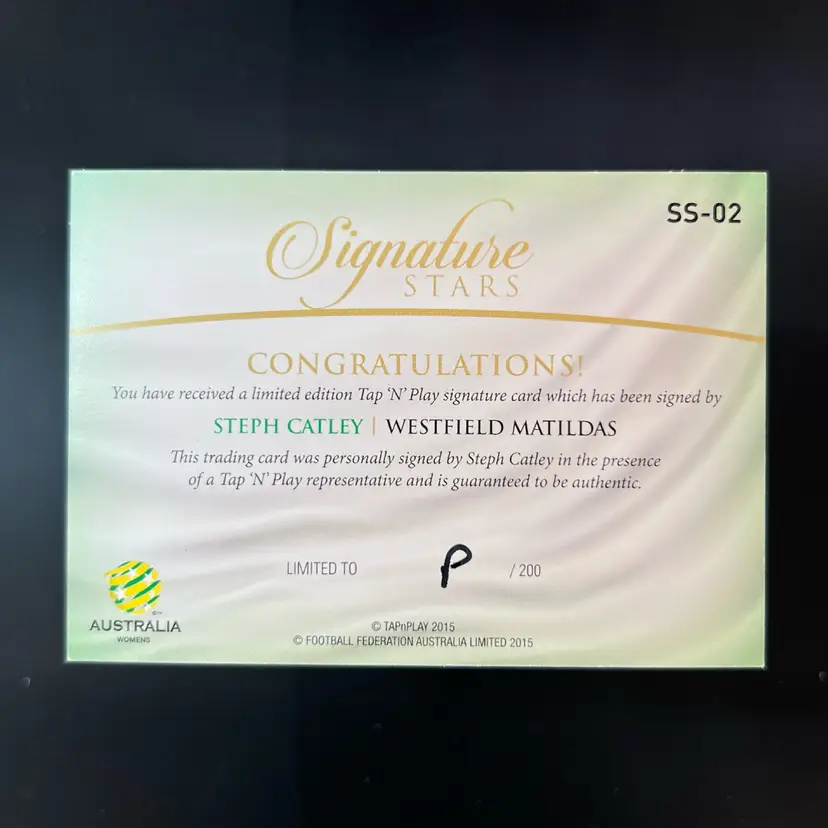 SS-02
Signature
STARS
CONGRATULATIONS!
You have received a limited edition Tap ‘N’ Play signature card which has been signed by
STEPH CATLEY | WESTFIELD MATILDAS
This trading card was personally signed by Steph Catley in the presence
of a Tap ‘N’ Play representative and is guaranteed to be authentic.
LIMITED TO P / 200
AUSTRALIA
WOMENS
© TAPnPLAY 2015
© FOOTBALL FEDERATION AUSTRALIA LIMITED 2015